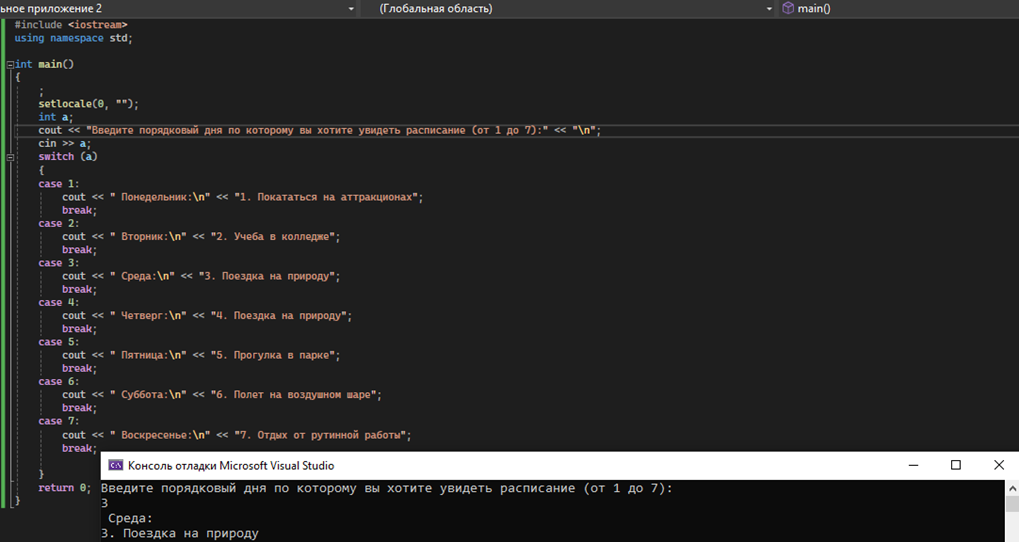 ьное приложение 2 (Глобальная область) main()
#include <iostream>
using namespace std;
int main()
{
;
setlocale(0, "");
int a;
cout << "Введите порядковый дня по которому вы хотите увидеть расписание (от 1 до 7):" << "\n";
cin >> a;
switch (a)
{
case 1:
cout << " Понедельник:\n" << "1. Покататься на аттракционах";
break;
case 2:
cout << " Вторник:\n" << "2. Учеба в колледже";
break;
case 3:
cout << " Среда:\n" << "3. Поездка на природу";
break;
case 4:
cout << " Четверг:\n" << "4. Поездка на природу";
break;
case 5:
cout << " Пятница:\n" << "5. Прогулка в парке";
break;
case 6:
cout << " Суббота:\n" << "6. Полет на воздушном шаре";
break;
case 7:
cout << " Воскресенье:\n" << "7. Отдых от рутинной работы";
break;
}
return 0;
}
Консоль отладки Microsoft Visual Studio
Введите порядковый дня по которому вы хотите увидеть расписание (от 1 до 7):
3
Среда:
3. Поездка на природу